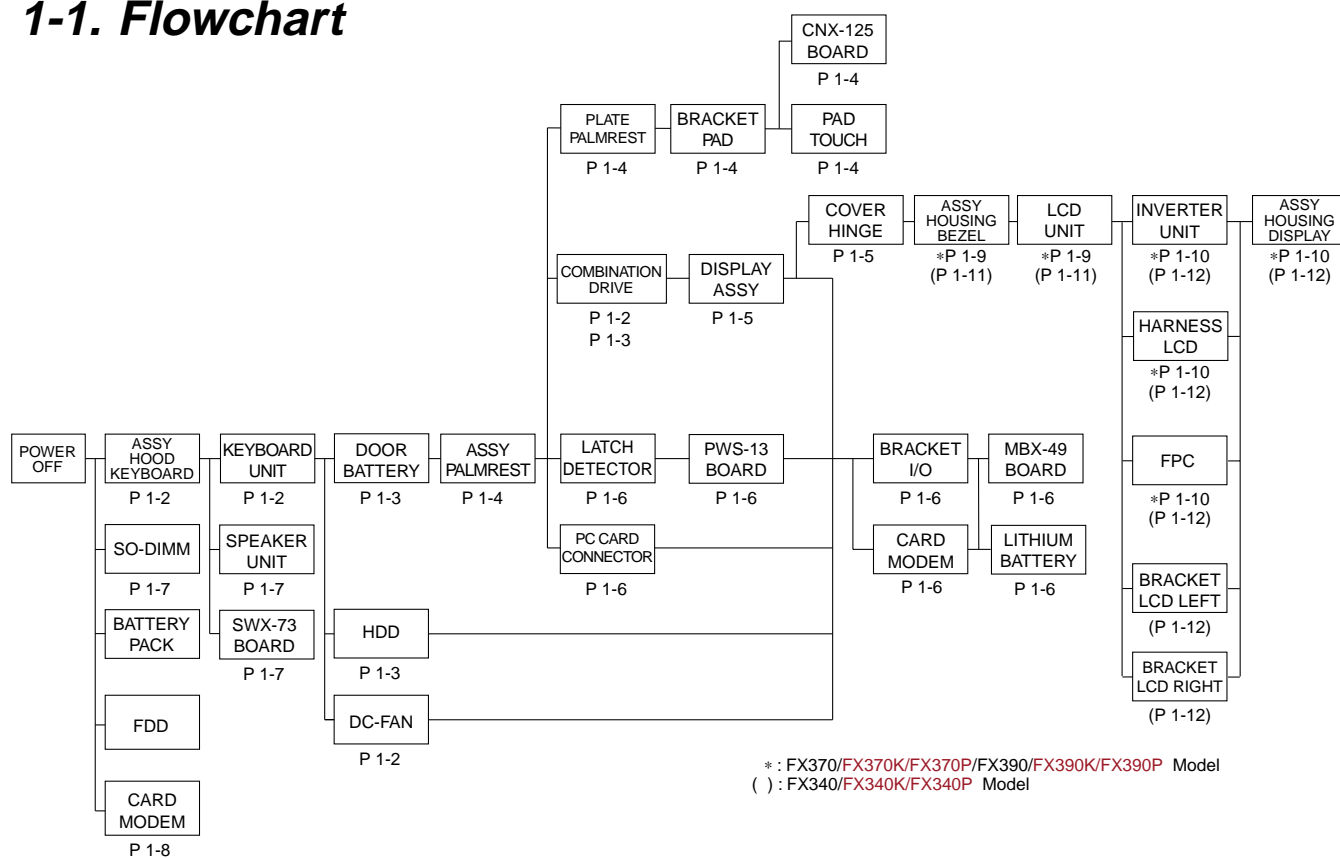 1-1. Flowchart
CNX-125
BOARD
P 1-4
PLATE
PALMREST
P 1-4
BRACKET
PAD
P 1-4
PAD
TOUCH
P 1-4
COVER
HINGE
P 1-5
ASSY
HOUSING
BEZEL
∗P 1-9
(P 1-11)
LCD
UNIT
∗P 1-9
(P 1-11)
INVERTER
UNIT
∗P 1-10
(P 1-12)
ASSY
HOUSING
DISPLAY
∗P 1-10
(P 1-12)
COMBINATION
DRIVE
P 1-2
P 1-3
DISPLAY
ASSY
P 1-5
HARNESS
LCD
∗P 1-10
(P 1-12)
POWER
OFF
ASSY
HOOD
KEYBOARD
P 1-2
KEYBOARD
UNIT
P 1-2
DOOR
BATTERY
P 1-3
ASSY
PALMREST
P 1-4
LATCH
DETECTOR
P 1-6
PWS-13
BOARD
P 1-6
BRACKET
I/O
P 1-6
MBX-49
BOARD
P 1-6
FPC
∗P 1-10
(P 1-12)
SO-DIMM
P 1-7
SPEAKER
UNIT
P 1-7
PC CARD
CONNECTOR
P 1-6
CARD
MODEM
P 1-6
LITHIUM
BATTERY
P 1-6
BRACKET
LCD LEFT
(P 1-12)
BATTERY
PACK
SWX-73
BOARD
P 1-7
HDD
P 1-3
BRACKET
LCD RIGHT
(P 1-12)
FDD
DC-FAN
P 1-2
CARD
MODEM
P 1-8
∗ : FX370/FX370K/FX370P/FX390/FX390K/FX390P Model
( ) : FX340/FX340K/FX340P Model